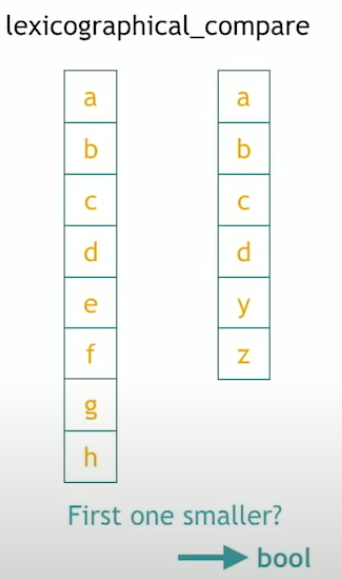 lexicographical_compare
a a
b b
c c
d d
e y
f z
g
h
First one smaller?
bool